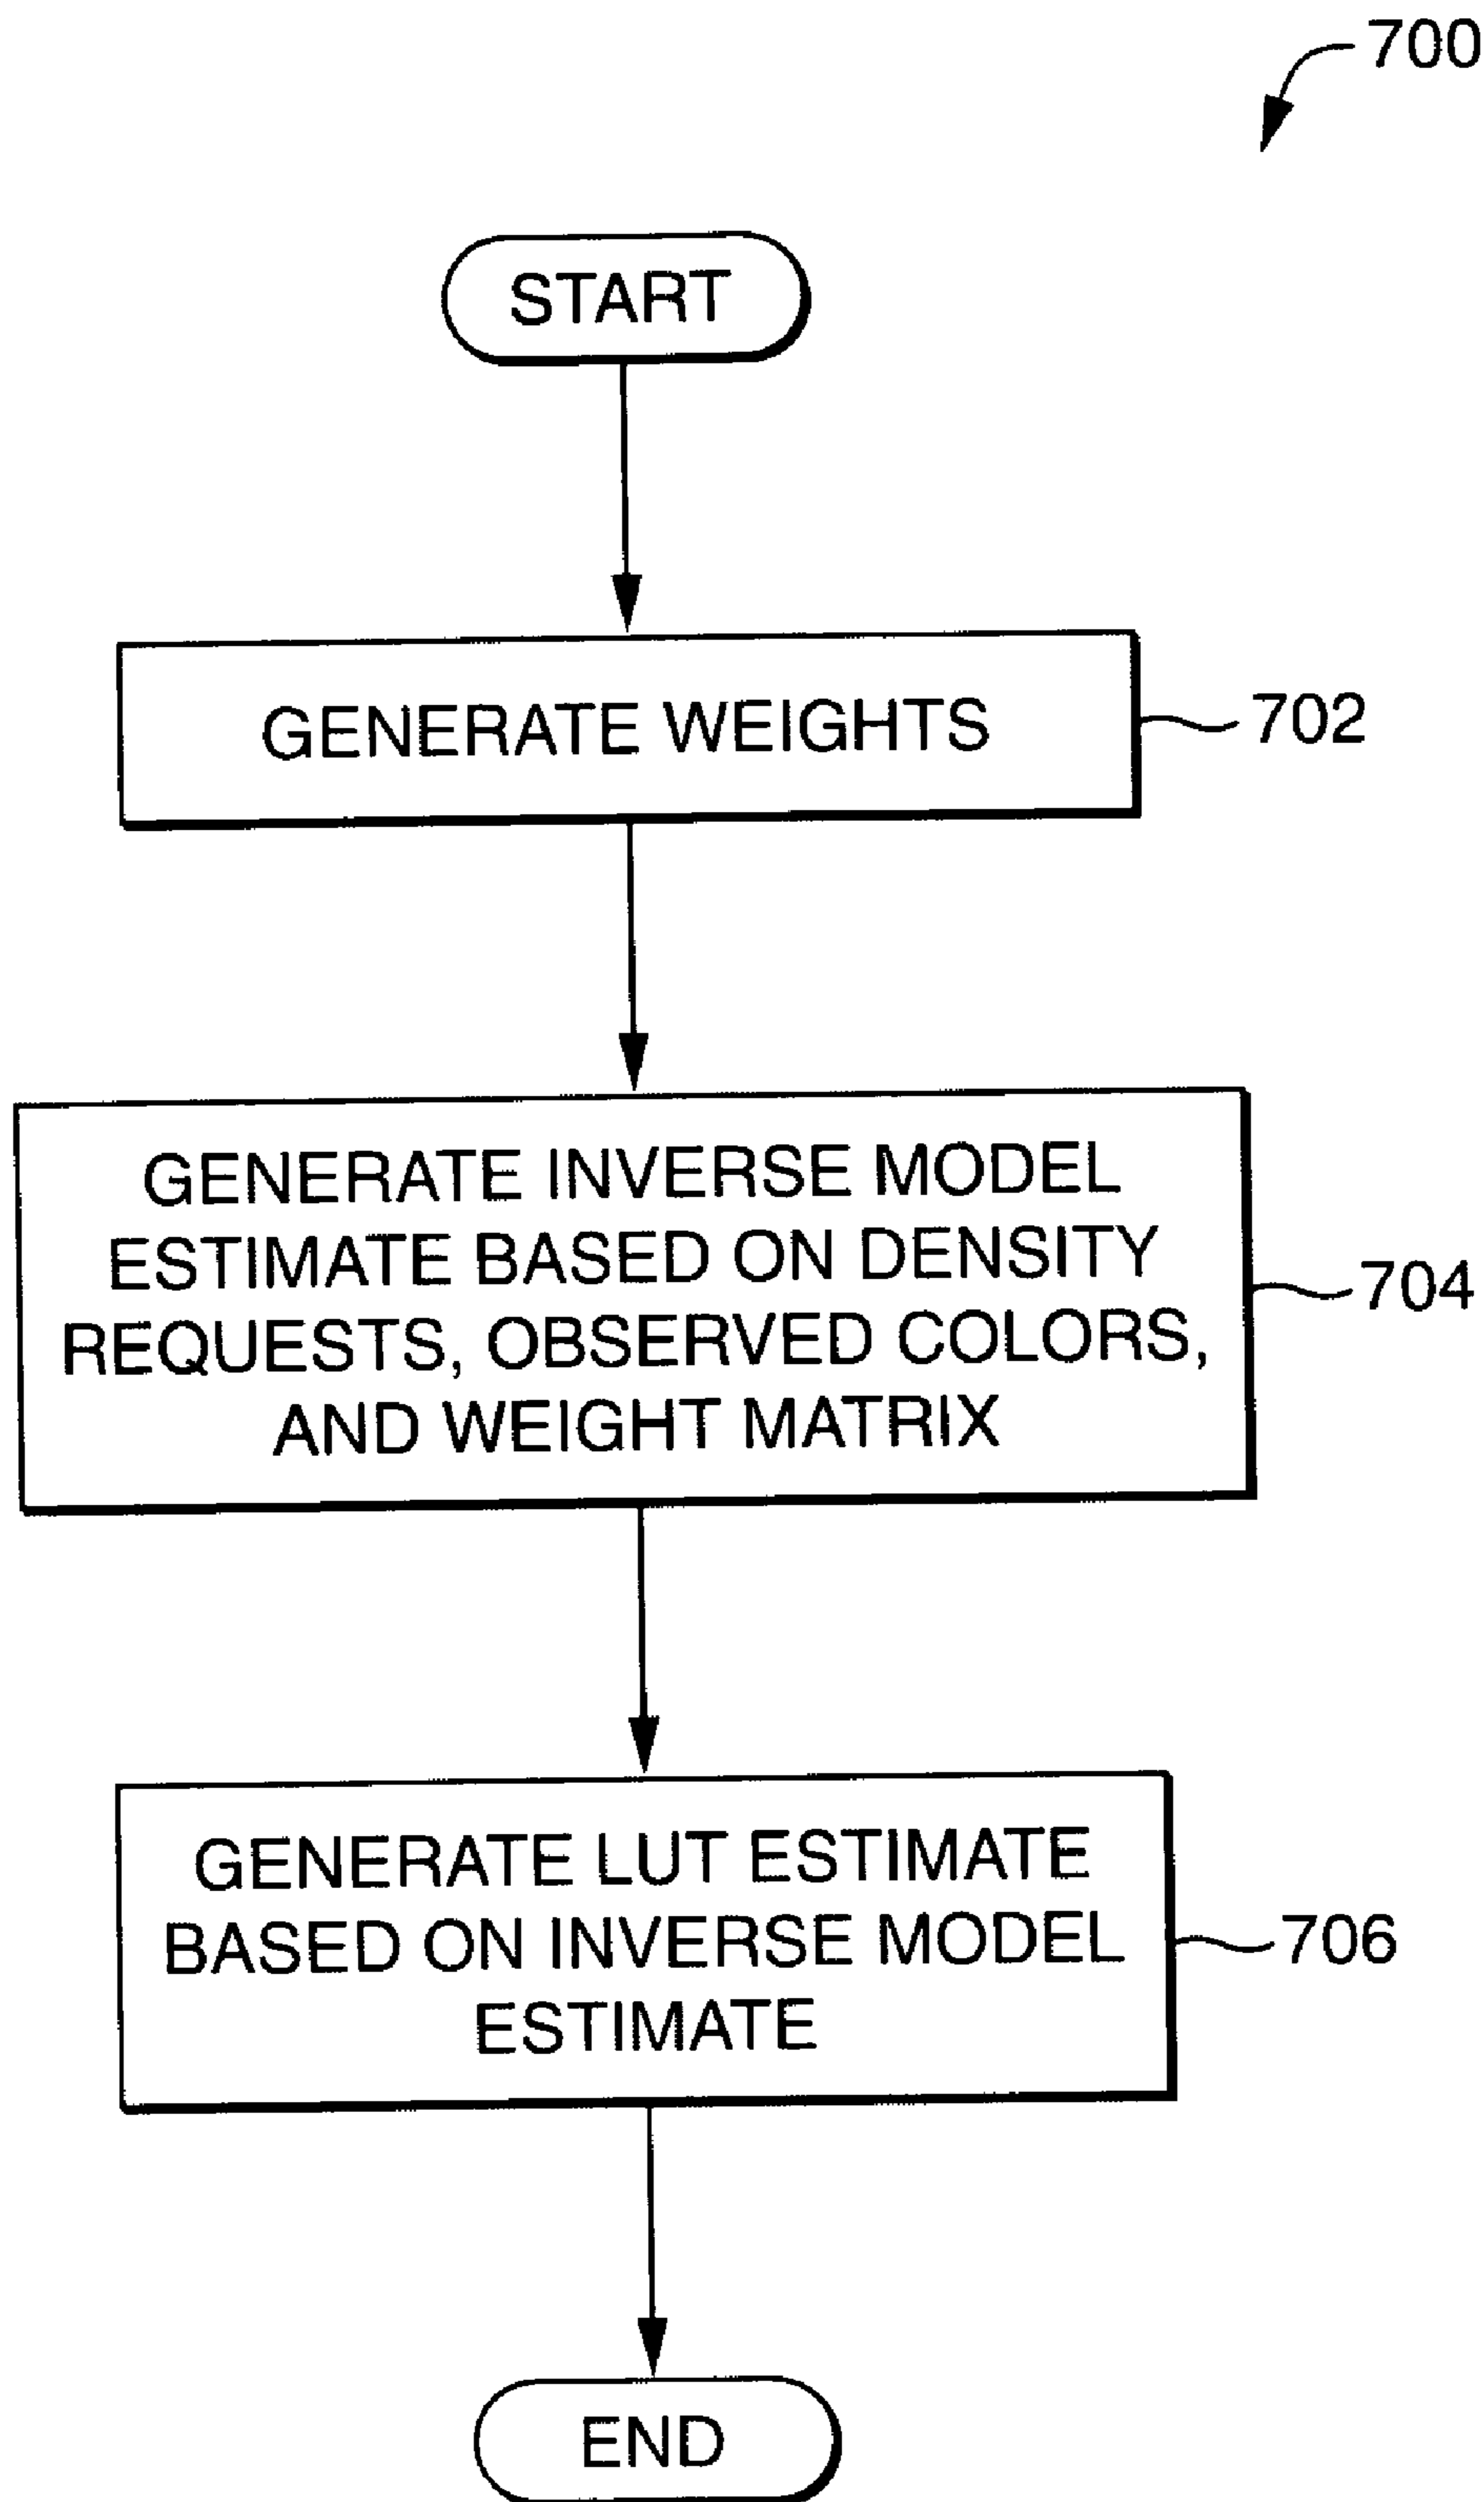 700
START
GENERATE WEIGHTS
702
GENERATE INVERSE MODEL
ESTIMATE BASED ON DENSITY
REQUESTS, OBSERVED COLORS,
AND WEIGHT MATRIX
704
GENERATE LUT ESTIMATE
BASED ON INVERSE MODEL
ESTIMATE
706
END